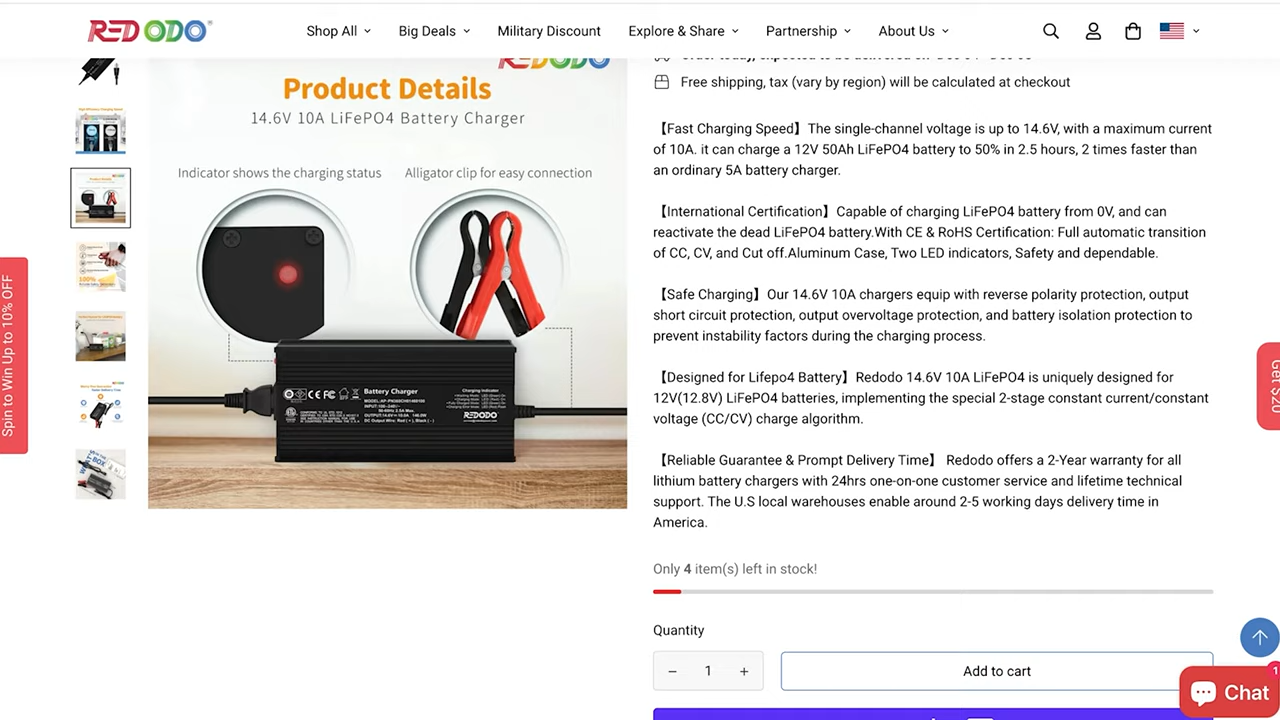 REDODO
Shop All
Big Deals
Military Discount
Explore & Share
Partnership
About Us
Free shipping, tax (vary by region) will be calculated at checkout
REDODO
Product Details
14.6V 10A LiFePO4 Battery Charger
Indicator shows the charging status
Alligator clip for easy connection
Battery Charger
Charging Indicator
REDODO
【Fast Charging Speed】The single-channel voltage is up to 14.6V, with a maximum current
of 10A. it can charge a 12V 50Ah LiFePO4 battery to 50% in 2.5 hours, 2 times faster than
an ordinary 5A battery charger.
【International Certification】Capable of charging LiFePO4 battery from 0V, and can
reactivate the dead LiFePO4 battery.With CE & RoHS Certification: Full automatic transition
of CC, CV, and Cut off.Aluminum Case, Two LED indicators, Safety and dependable.
【Safe Charging】Our 14.6V 10A chargers equip with reverse polarity protection, output
short circuit protection, output overvoltage protection, and battery isolation protection to
prevent instability factors during the charging process.
【Designed for Lifepo4 Battery】Redodo 14.6V 10A LiFePO4 is uniquely designed for
12V(12.8V) LiFePO4 batteries, implementing the special 2-stage const current/constant
voltage (CC/CV) charge algorithm.
【Reliable Guarantee & Prompt Delivery Time】 Redodo offers a 2-Year warranty for all
lithium battery chargers with 24hrs one-on-one customer service and lifetime technical
support. The U.S local warehouses enable around 2-5 working days delivery time in
America.
Only 4 item(s) left in stock!
Quantity
− 1 +
Add to cart
Spin to Win Up to 10% OFF
Get $520
1
Chat